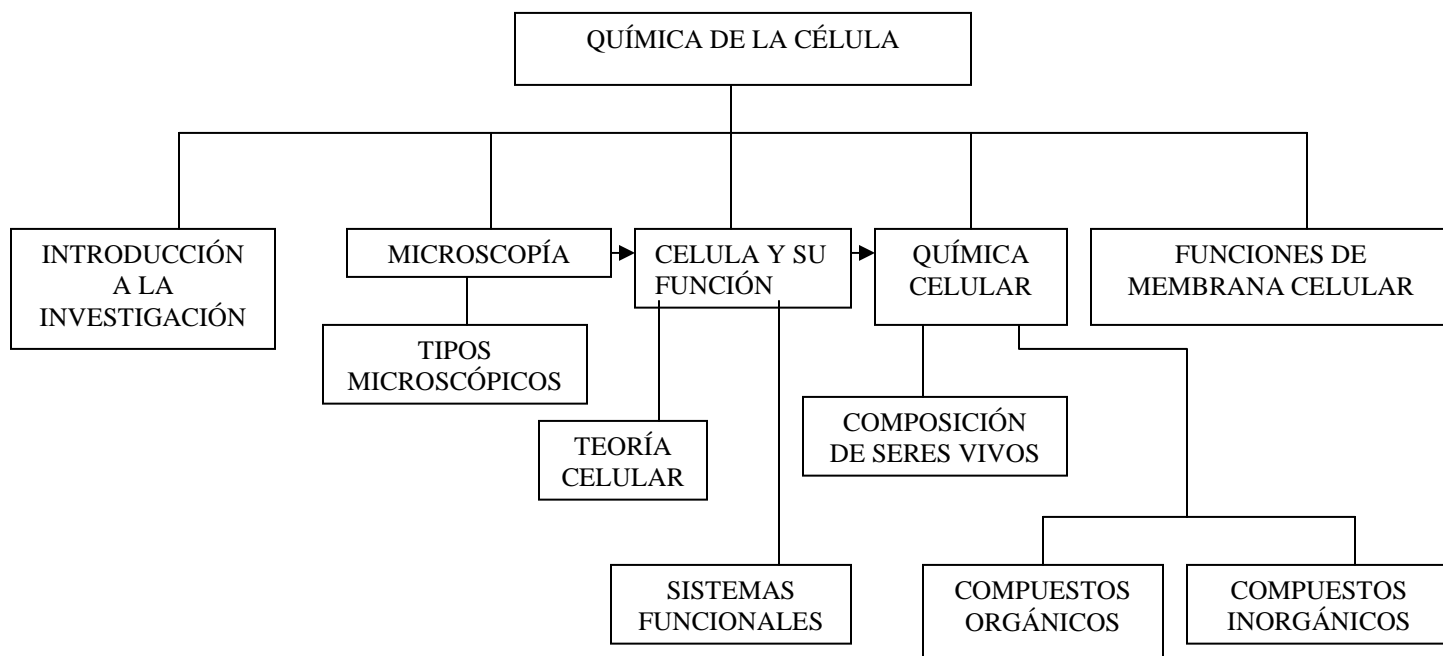 QUÍMICA DE LA CÉLULA
INTRODUCCIÓN
A LA
INVESTIGACIÓN
MICROSCOPÍA
CELULA Y SU
FUNCIÓN
QUÍMICA
CELULAR
FUNCIONES DE
MEMBRANA CELULAR
TIPOS
MICROSCÓPICOS
TEORÍA
CELULAR
COMPOSICIÓN
DE SERES VIVOS
SISTEMAS
FUNCIONALES
COMPUESTOS
ORGÁNICOS
COMPUESTOS
INORGÁNICOS